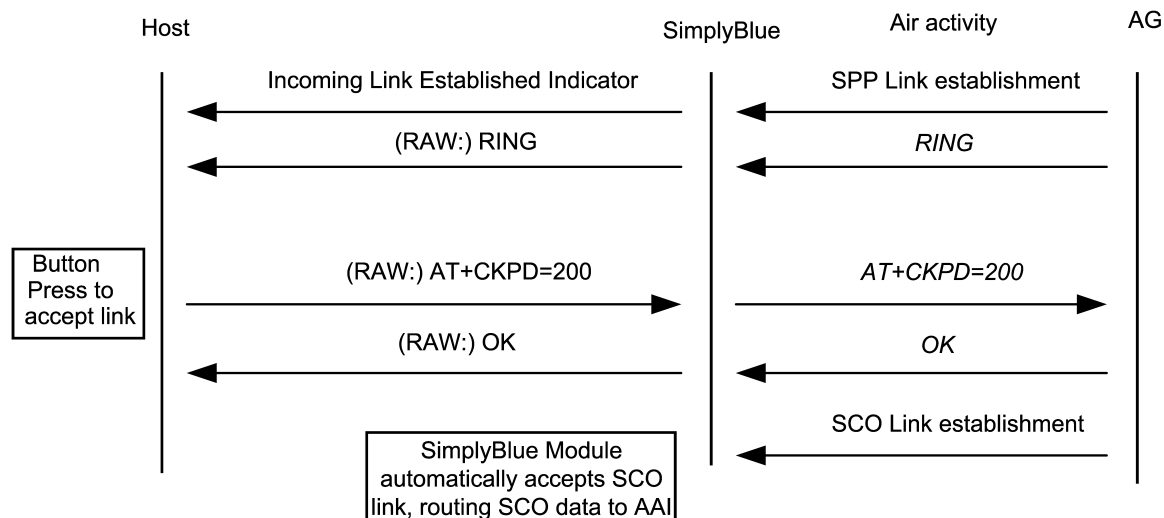 Host
SimplyBlue
Air activity
AG
Incoming Link Established Indicator
SPP Link establishment
(RAW:) RING
RING
Button
Press to
accept link
(RAW:) AT+CKPD=200
AT+CKPD=200
(RAW:) OK
OK
SCO Link establishment
SimplyBlue Module
automatically accepts SCO
link, routing SCO data to AAI